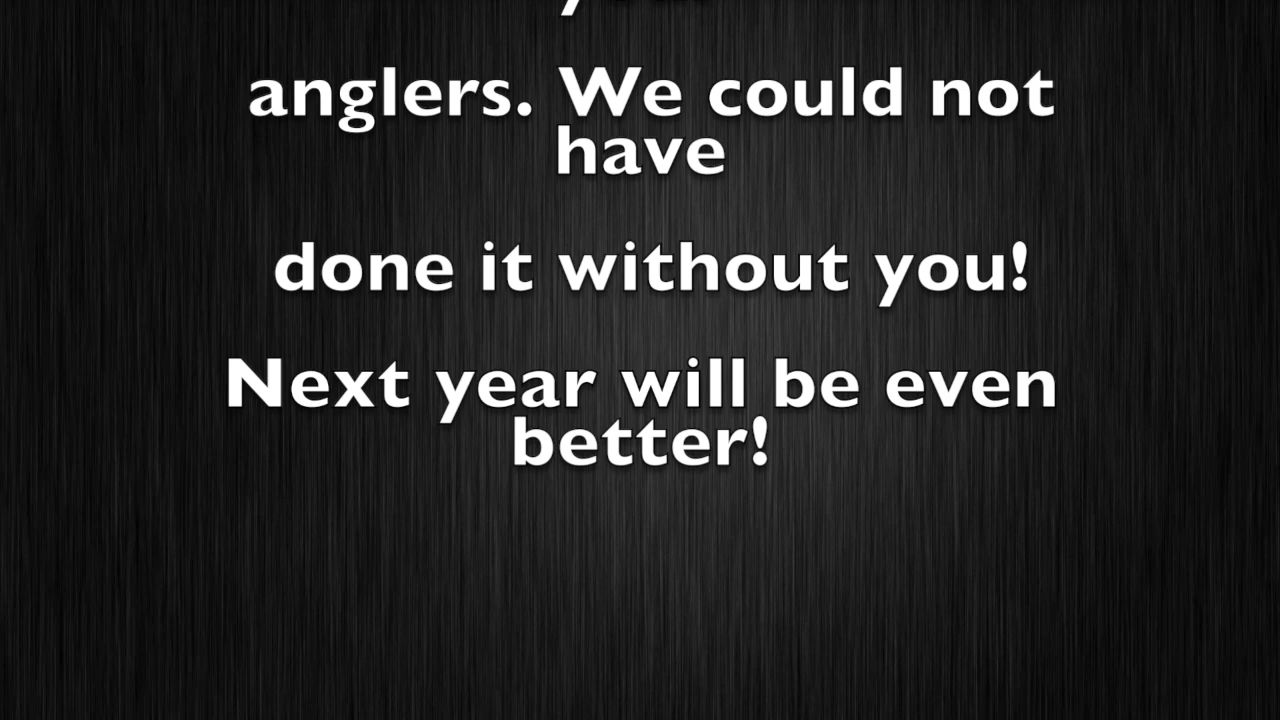 anglers. We could not
have
done it without you!
Next year will be even
better!